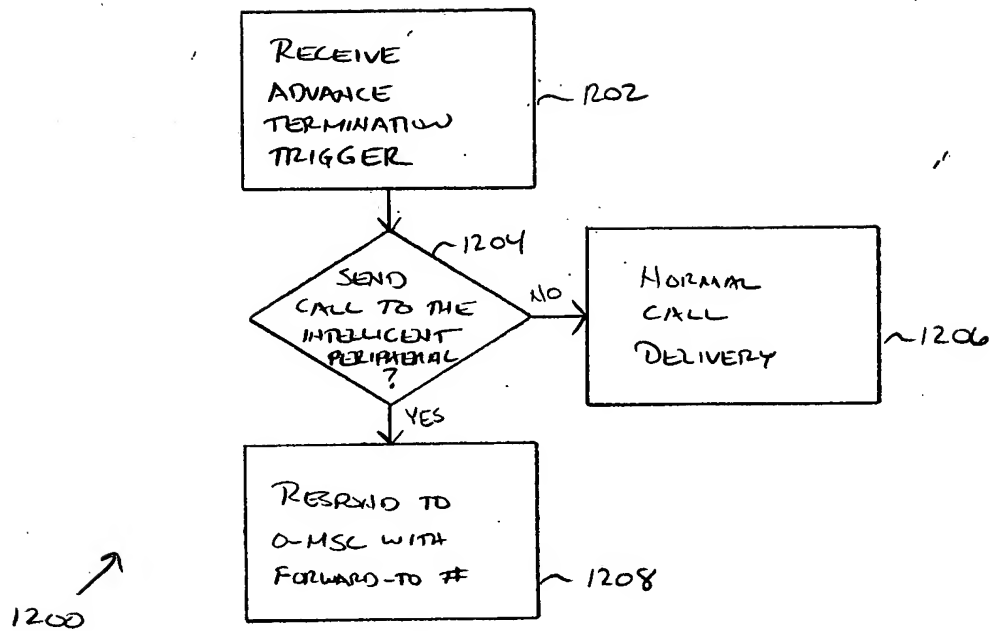 RECEIVE
ADVANCE
TERMINATION
TRIGGER
1202
1204
SEND
CALL TO THE
INTELLIGENT
PERIPHERAL
?
NO
NORMAL
CALL
DELIVERY
1206
YES
RESPOND TO
O-MSC WITH
FORWARD-TO #
1208
1200